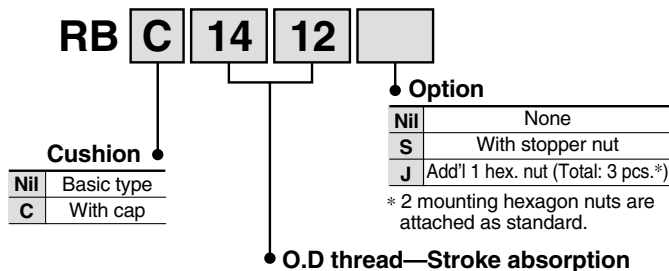 RB C 14 12
Option
Nil None
S With stopper nut
J Add'l 1 hex. nut (Total: 3 pcs.*)
* 2 mounting hexagon nuts are
attached as standard.
Cushion
Nil Basic type
C With cap
O.D thread—Stroke absorption